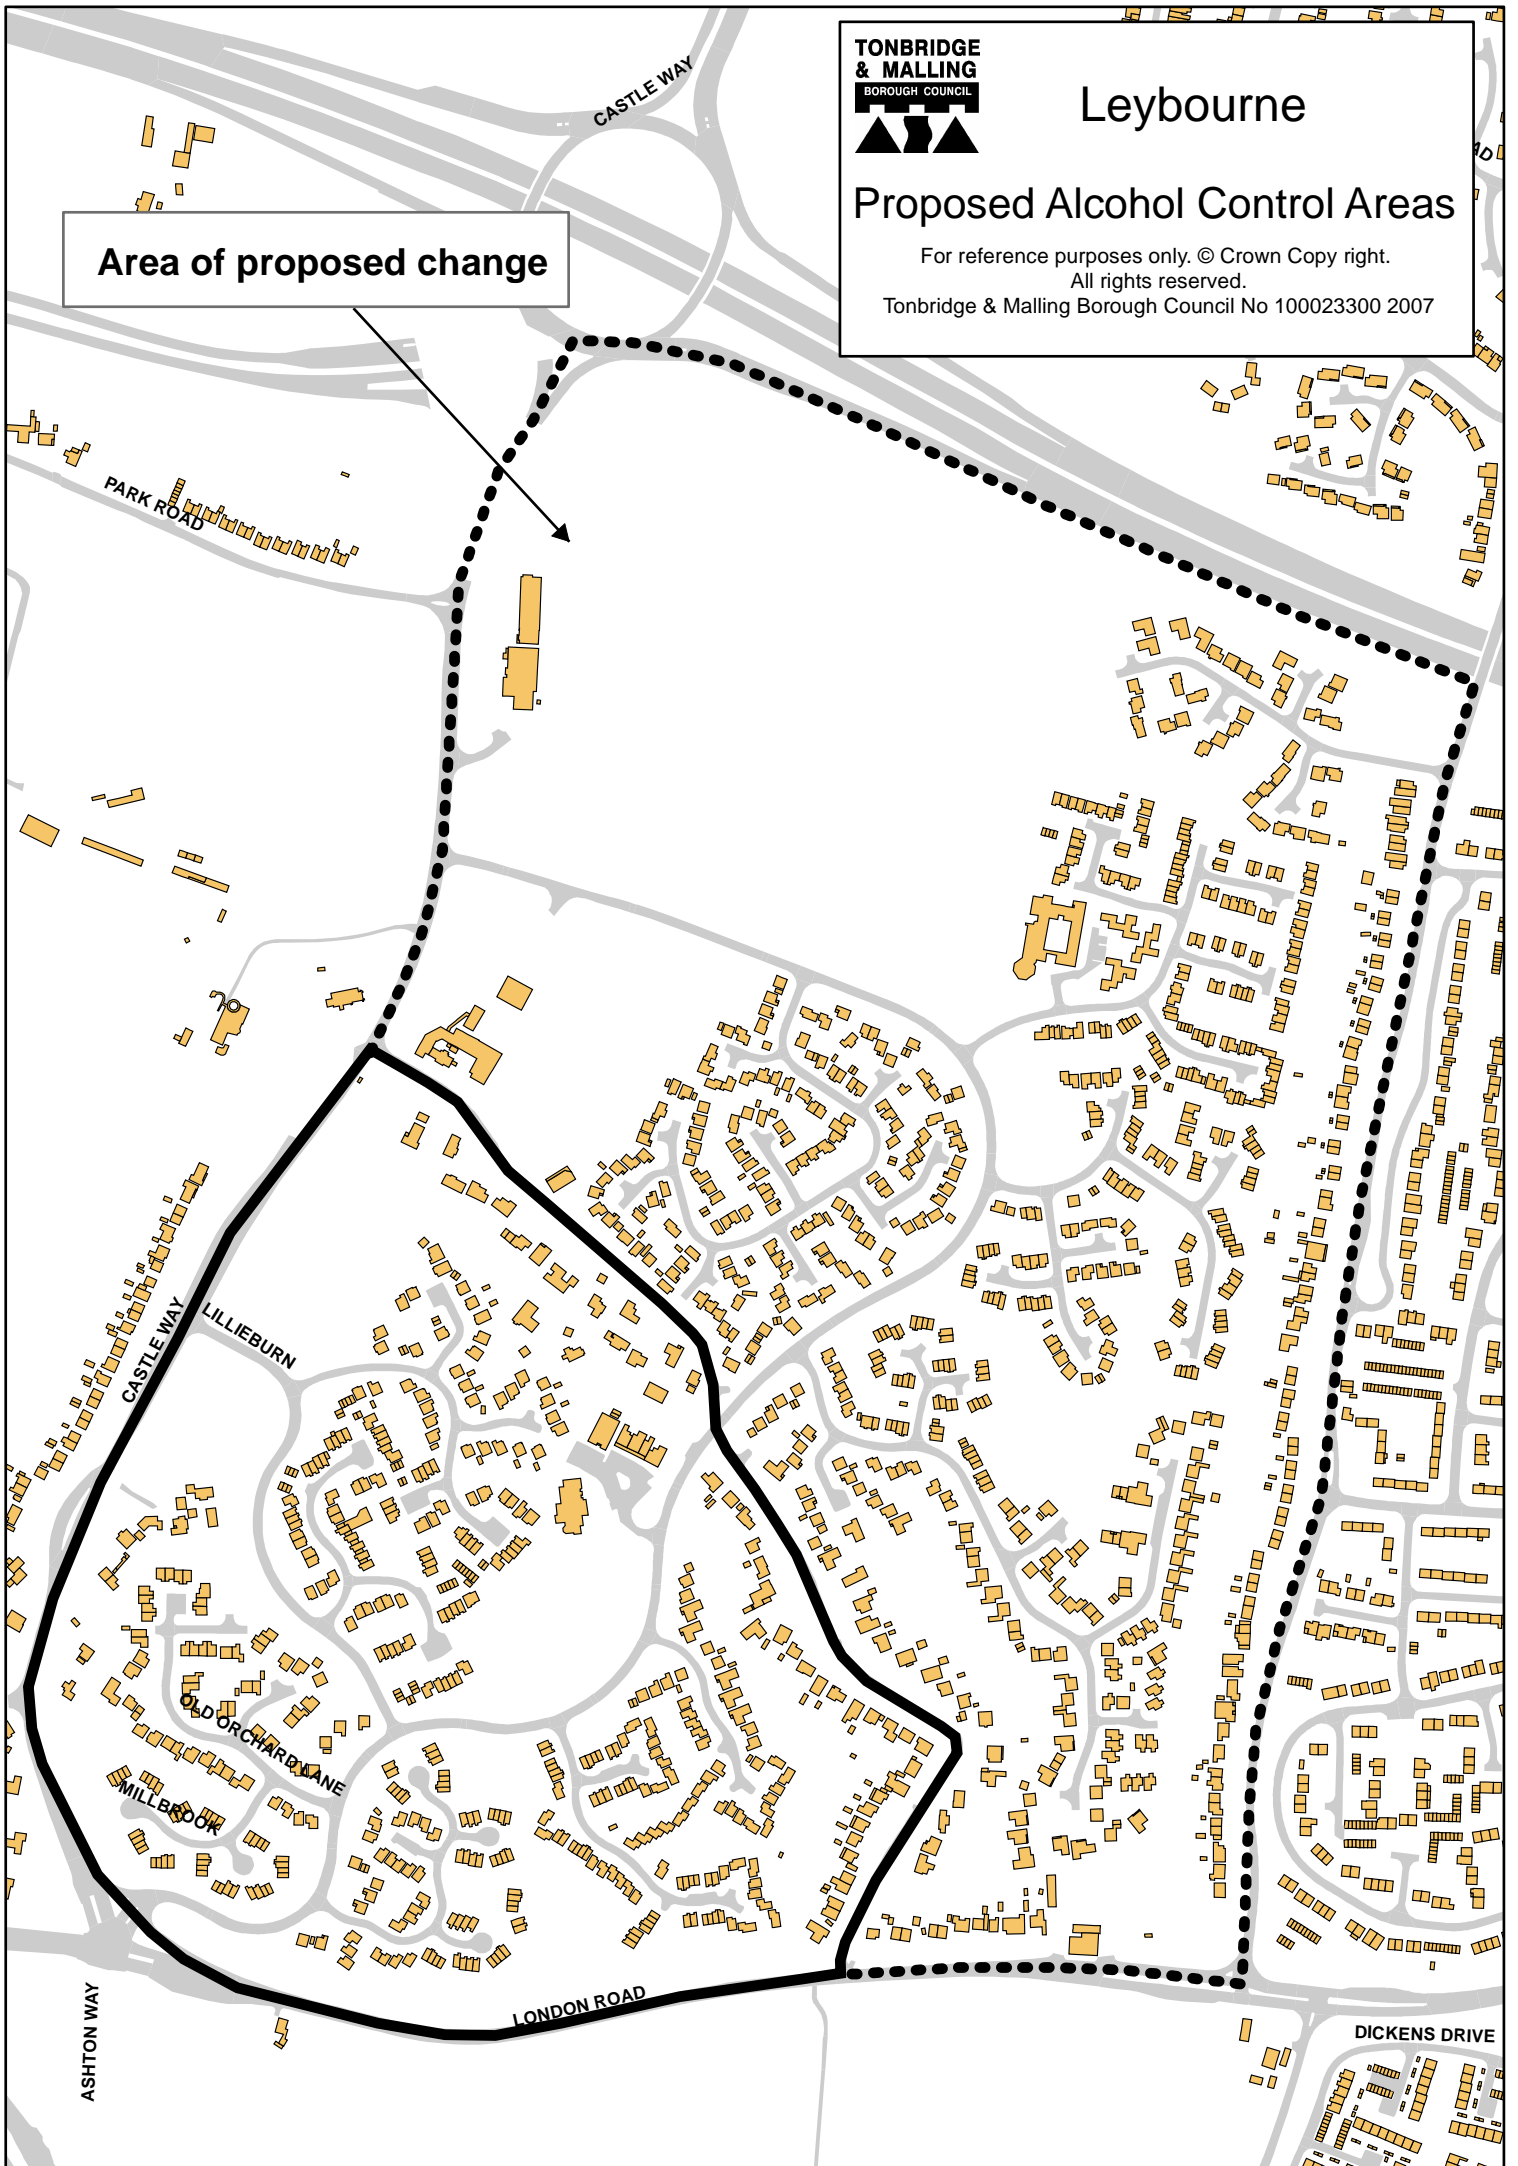 CASTLE WAY
TONBRIDGE
& MALLING
BOROUGH COUNCIL
Leybourne
Proposed Alcohol Control Areas
For reference purposes only. © Crown Copy right.
All rights reserved.
Tonbridge & Malling Borough Council No 100023300 2007
Area of proposed change
PARK ROAD
LILLIEBURN
CASTLE WAY
OLD ORCHARD LANE
MILLBROOK
LONDON ROAD
ASHTON WAY
DICKENS DRIVE